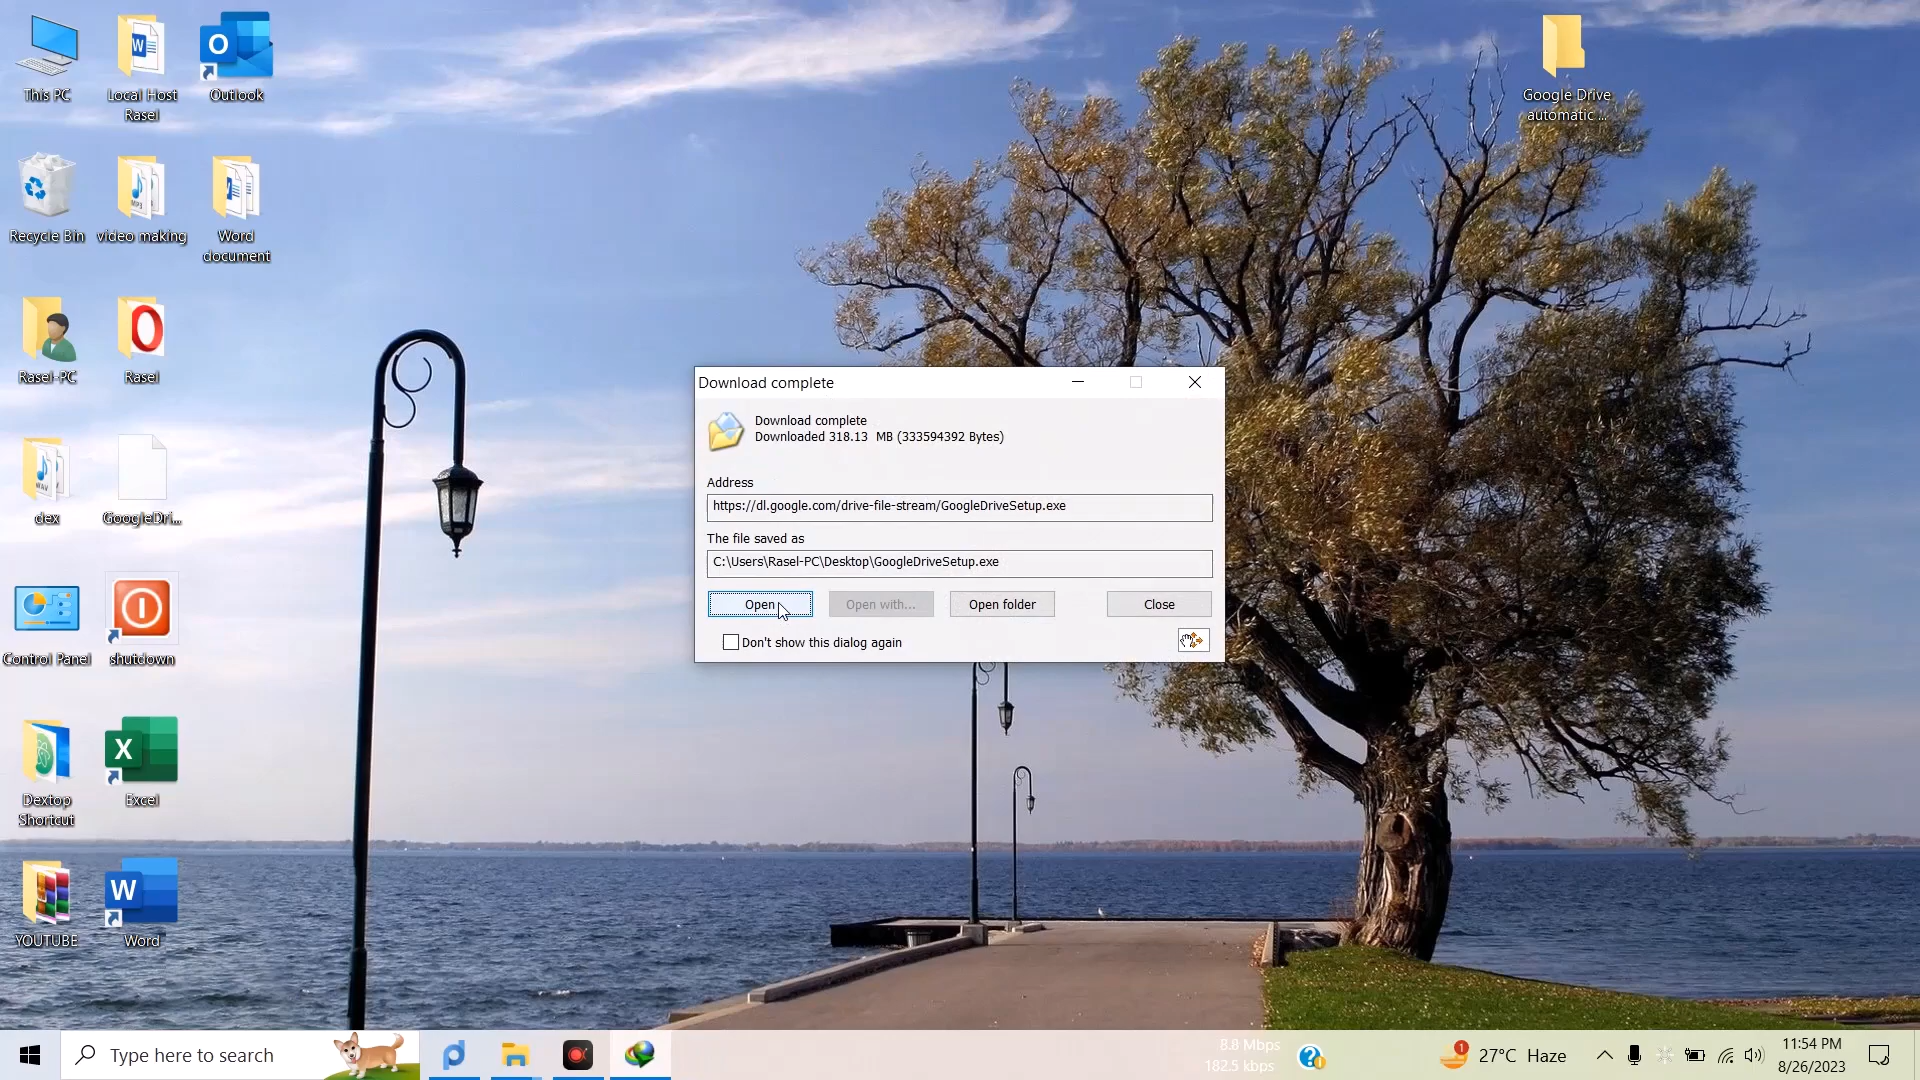 This PC
Local Host
Rasel
Outlook
Google Drive
automatic ...
Recycle Bin
video making
Word
document
Rasel-PC
Rasel
dex
GoogleDri...
Control Panel
shutdown
Dextop
Shortcut
Excel
YOUTUBE
Word
Download complete
Download complete
Downloaded 318.13 MB (333594392 Bytes)
Address
https://dl.google.com/drive-file-stream/GoogleDriveSetup.exe
The file saved as
C:\Users\Rasel-PC\Desktop\GoogleDriveSetup.exe
Open
Open with...
Open folder
Close
Don't show this dialog again
Type here to search
8.8 Mbps
182.5 kbps
1
27°C Haze
11:54 PM
8/26/2023